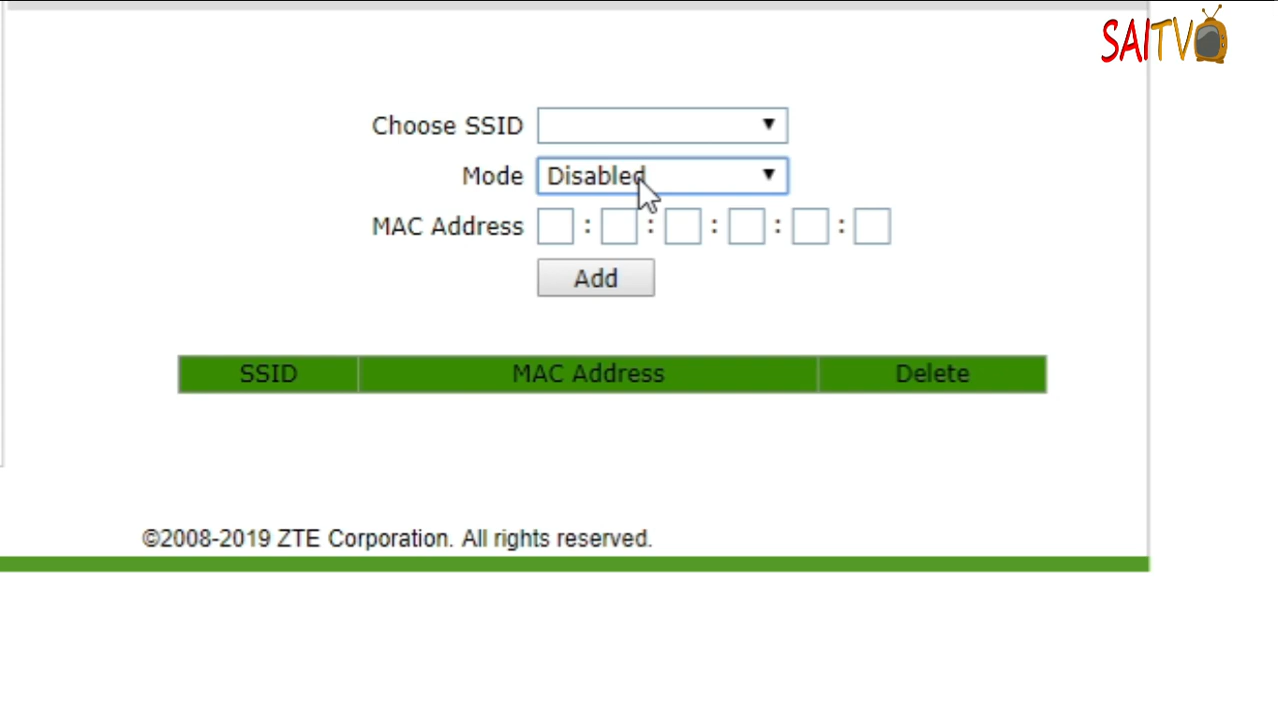 SAITV
Choose SSID
Mode Disabled
MAC Address : : : : :
Add
SSID MAC Address Delete
©2008-2019 ZTE Corporation. All rights reserved.